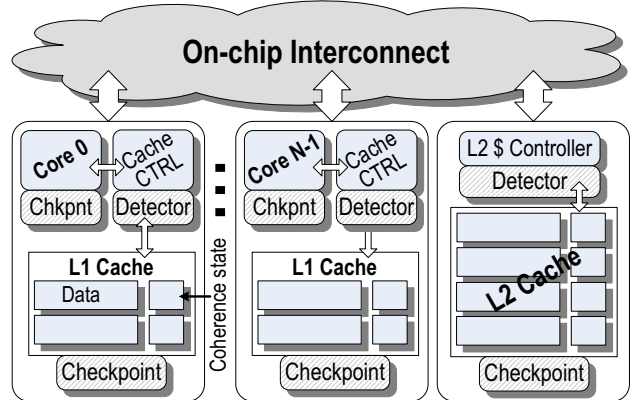 On-chip Interconnect
Core 0
Cache
CTRL
Chkpnt
Detector
L1 Cache
Data
Checkpoint
Coherence state
Core N-1
Cache
CTRL
Chkpnt
Detector
L1 Cache
Checkpoint
L2 $ Controller
Detector
L2 Cache
Checkpoint